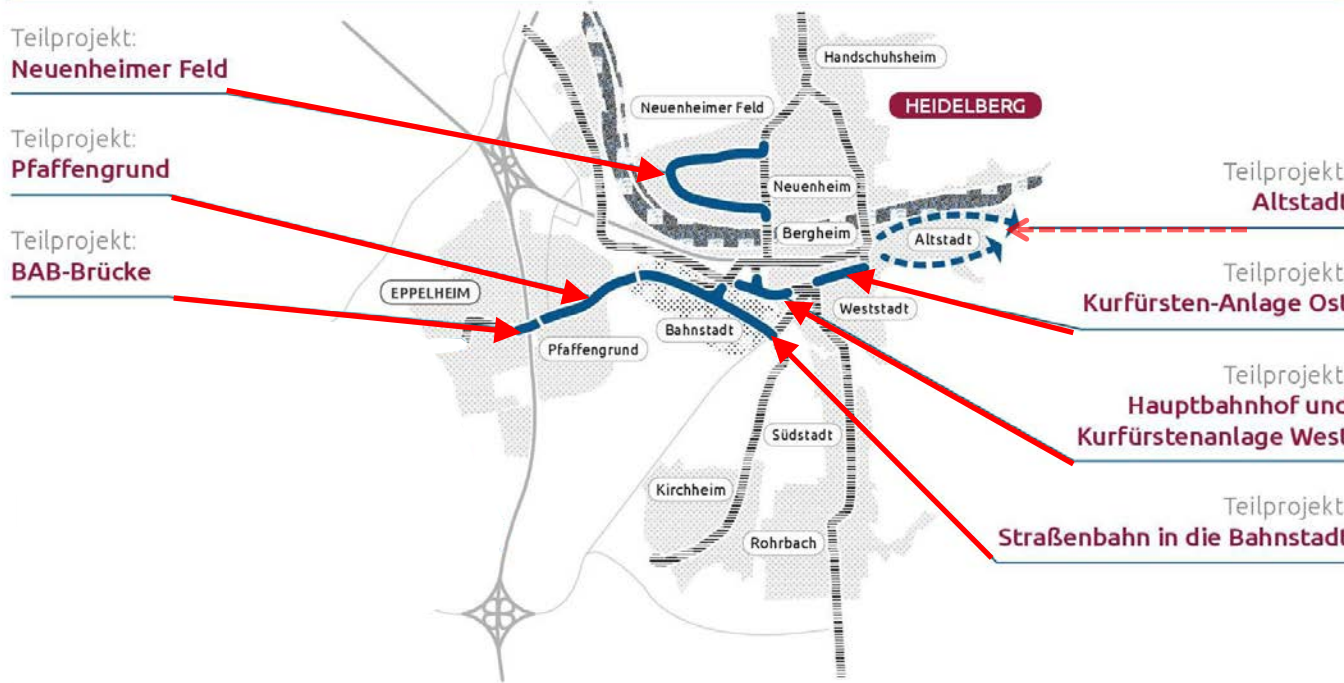 Teilprojekt:
Neuenheimer Feld
Teilprojekt:
Pfaffengrund
Teilprojekt:
BAB-Brücke
Handschuhsheim
Neuenheimer Feld
HEIDELBERG
Neuenheim
Bergheim
Altstadt
EPPELHEIM
Weststadt
Bahnstadt
Pfaffengrund
Südstadt
Kirchheim
Rohrbach
Teilprojekt
Altstadt
Teilprojekt
Kurfürsten-Anlage Ost
Teilprojekt
Hauptbahnhof und
Kurfürstenanlage West
Teilprojekt
Straßenbahn in die Bahnstadt